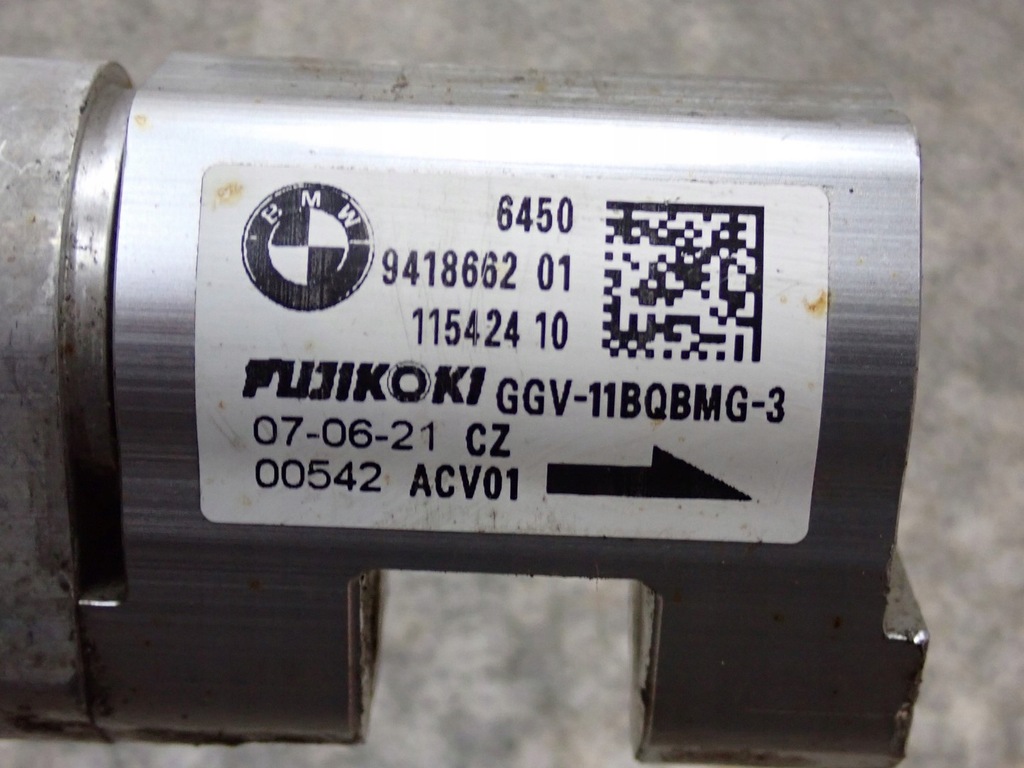 BMW
6450
9418662 01
115424 10
FUJIKOKI GGV-11BQBMG-3
07-06-21 CZ
00542 ACV01